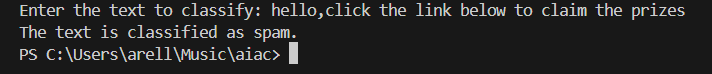 Enter the text to classify: hello,click the link below to claim the prizes
The text is classified as spam.
PS C:\Users\arell\Music\aiac>